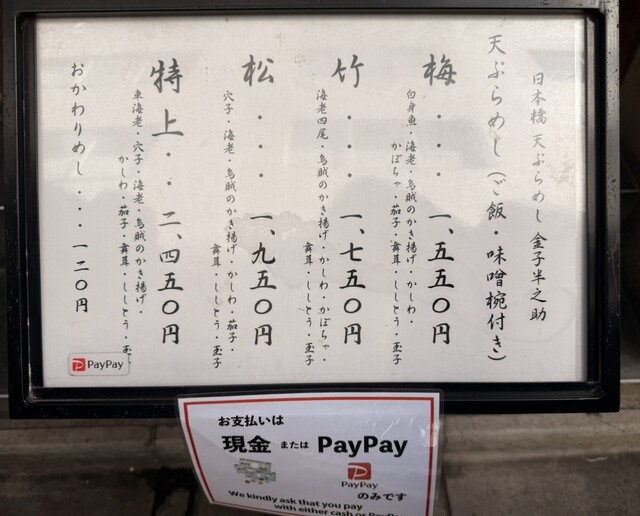 日本橋 天ぷらめし 金子半之助
天ぷらめし(ご飯・味噌椀付き)
梅・・・一、五五〇円
白身魚・海老・烏賊のかき揚げ・かしわ・
かぼちゃ・茄子・舞茸・ししとう・玉子
竹・・・一、七五〇円
海老四尾・烏賊のかき揚げ・かしわ・かぼちゃ・
舞茸・ししとう・玉子
松・・・一、九五〇円
穴子・海老・烏賊のかき揚げ・かしわ・茄子・
舞茸・ししとう・玉子
特上・・二、四五〇円
車海老・穴子・海老・烏賊のかき揚げ・
かしわ・茄子・舞茸・ししとう・玉
おかわりめし・・・一二〇円
PayPay
お支払いは
現金 または PayPay
PayPay
のみです
We kindly ask that you pay
with either cash or PayPa